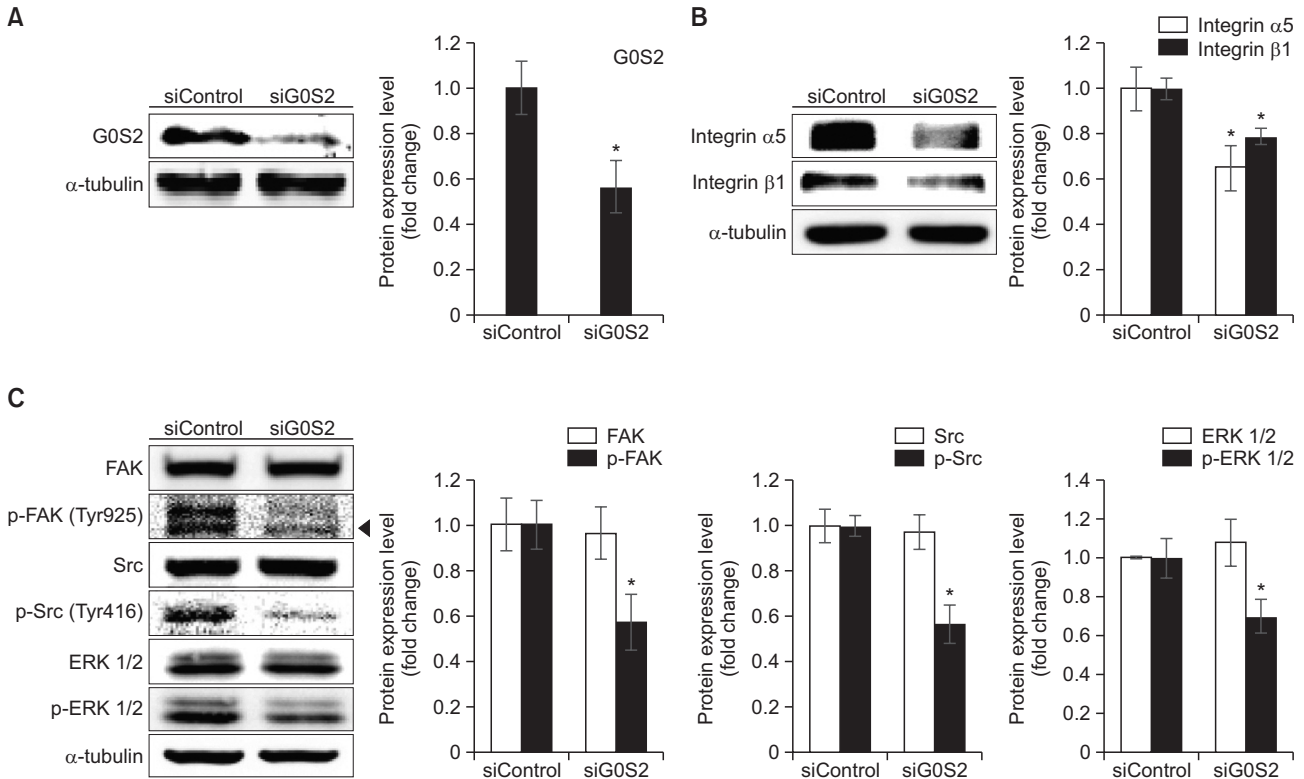 A
siControl siG0S2
G0S2
α-tubulin
Protein expression level
(fold change)
1.2
1.0
0.8
0.6
0.4
0.2
0
G0S2
*
siControl siG0S2
B
siControl siG0S2
Integrin α5
Integrin β1
α-tubulin
Integrin α5
Integrin β1
Protein expression level
(fold change)
1.2
1.0
0.8
0.6
0.4
0.2
0
* *
siControl siG0S2
C
siControl siG0S2
FAK
p-FAK (Tyr925)
Src
p-Src (Tyr416)
ERK 1/2
p-ERK 1/2
α-tubulin
FAK
p-FAK
Protein expression level
(fold change)
1.2
1.0
0.8
0.6
0.4
0.2
0
*
siControl siG0S2
Src
p-Src
Protein expression level
(fold change)
1.2
1.0
0.8
0.6
0.4
0.2
0
*
siControl siG0S2
ERK 1/2
p-ERK 1/2
Protein expression level
(fold change)
1.4
1.2
1.0
0.8
0.6
0.4
0.2
0
*
siControl siG0S2